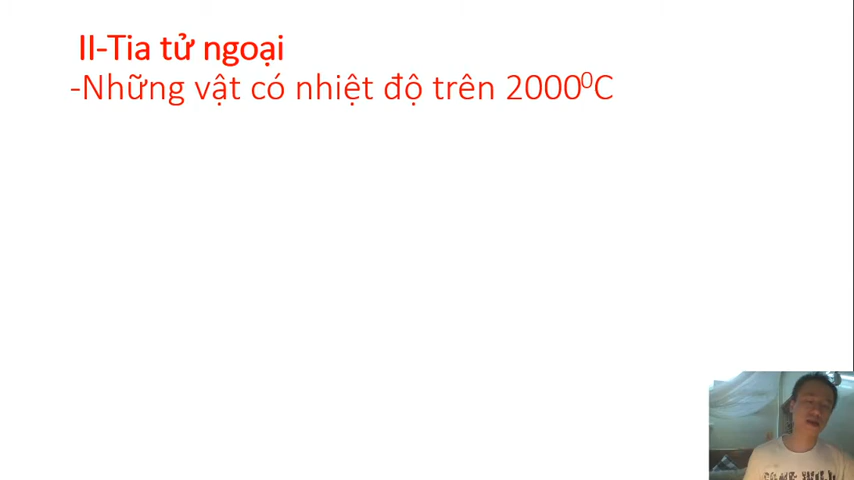 II-Tia tử ngoại
-Những vật có nhiệt độ trên 2000⁰C